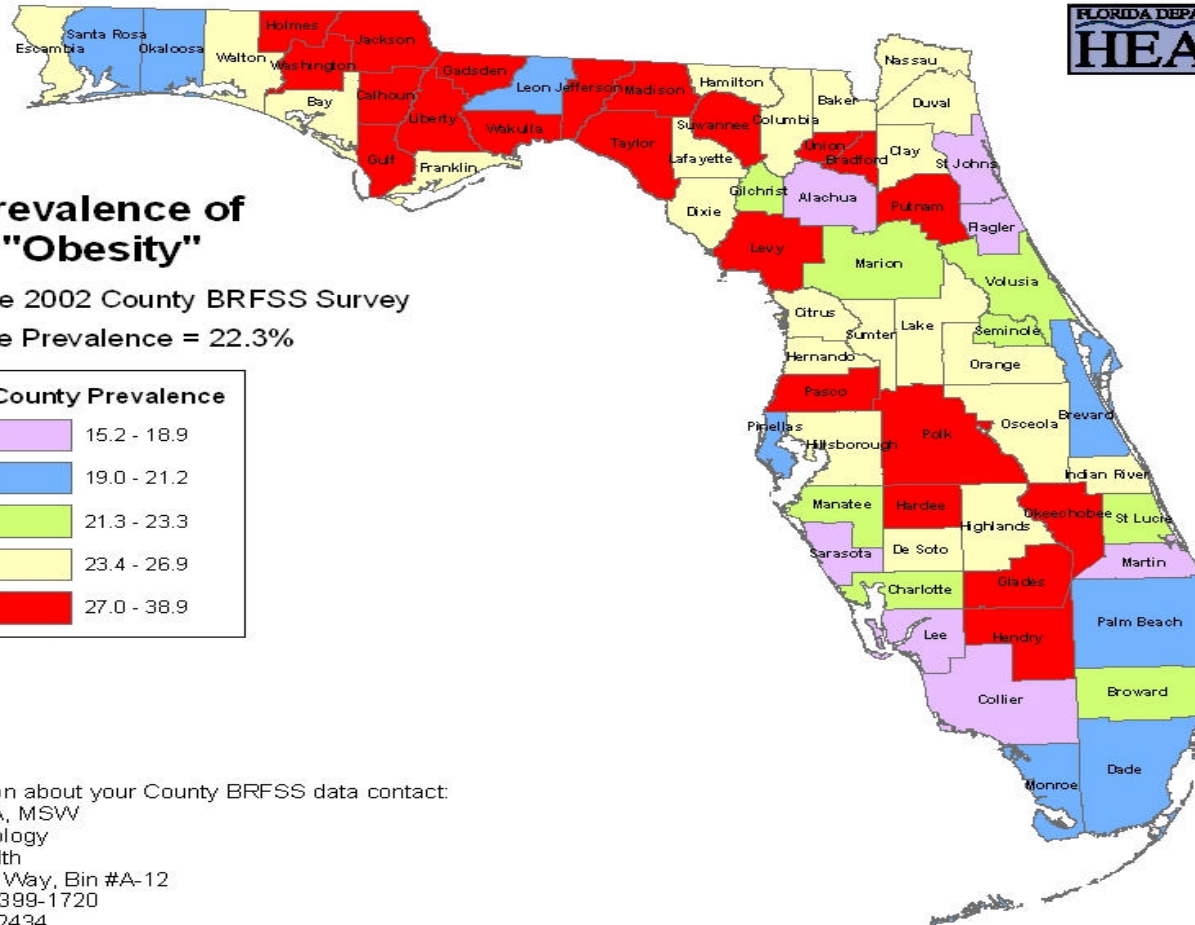 FLORIDA DEPA
HEA
revalence of
"Obesity"
e 2002 County BRFSS Survey
e Prevalence = 22.3%
County Prevalence
15.2 - 18.9
19.0 - 21.2
21.3 - 23.3
23.4 - 26.9
27.0 - 38.9
Escambia
Santa Rosa
Okaloosa
Walton
Holmes
Washington
Jackson
Bay
Calhoun
Gulf
Gadsden
Liberty
Franklin
Leon
Wakulla
Jefferson
Madison
Taylor
Hamilton
Suwannee
Lafayette
Dixie
Columbia
Baker
Nassau
Duval
Union
Bradford
Clay
St Johns
Gilchrist
Alachua
Putnam
Flagler
Levy
Marion
Volusia
Citrus
Sumter
Lake
Seminole
Hernando
Orange
Pasco
Pinellas
Hillsborough
Polk
Osceola
Brevard
Indian River
Manatee
Hardee
Highlands
Okeechobee
St Lucie
Sarasota
De Soto
Martin
Charlotte
Glades
Lee
Hendry
Palm Beach
Collier
Broward
Monroe
Dade
n about your County BRFSS data contact:
A, MSW
ology
lth
Way, Bin #A-12
399-1720
2434